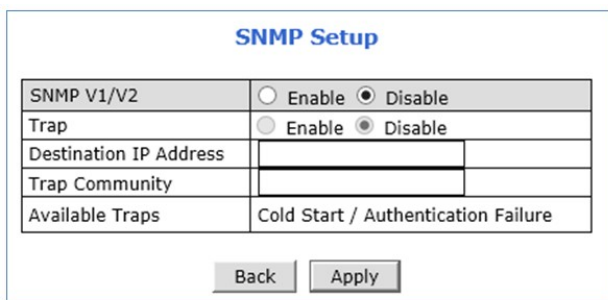 SNMP Setup
SNMP V1/V2 Enable Disable
Trap Enable Disable
Destination IP Address
Trap Community
Available Traps Cold Start / Authentication Failure
Back Apply